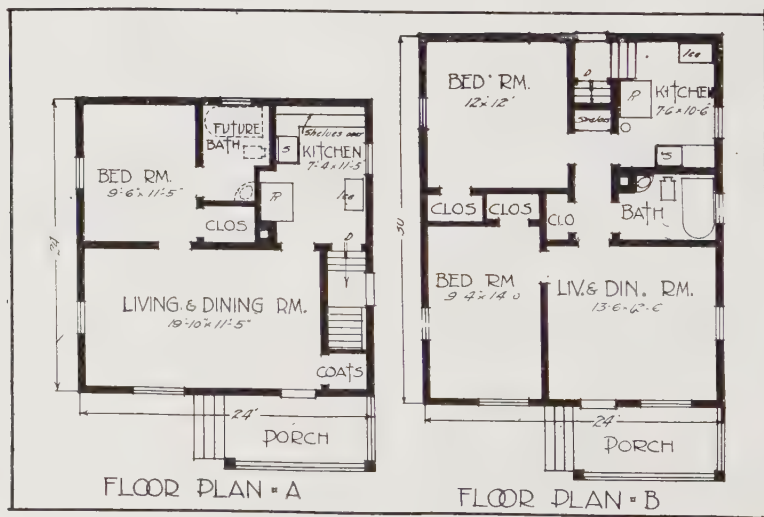 FUTURE
BATH
Shelves over
S
KITCHEN
7'-4" x 11'-5
BED RM.
9'-6" x 11'-5"
R
Ice
CLOS
D
24'
LIVING & DINING RM.
19'-10" x 11'-5"
COATS
24'
PORCH
FLOOR PLAN = A
BED RM.
12' x 12'
D
Shelves
Ice
R
KITCHEN
7'-6" x 10'-6"
S
30'
CLOS
CLOS
CLO
BATH
BED RM
9'-4" x 14'-0
LIV. & DIN. RM.
24'
PORCH
FLOOR PLAN = B